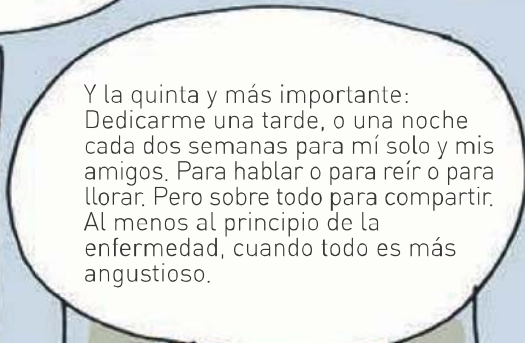 Y la quinta y más importante:
Dedicarme una tarde, o una noche
cada dos semanas para mí solo y mis
amigos. Para hablar o para reír o para
llorar. Pero sobre todo para compartir.
Al menos al principio de la
enfermedad, cuando todo es más
angustioso.